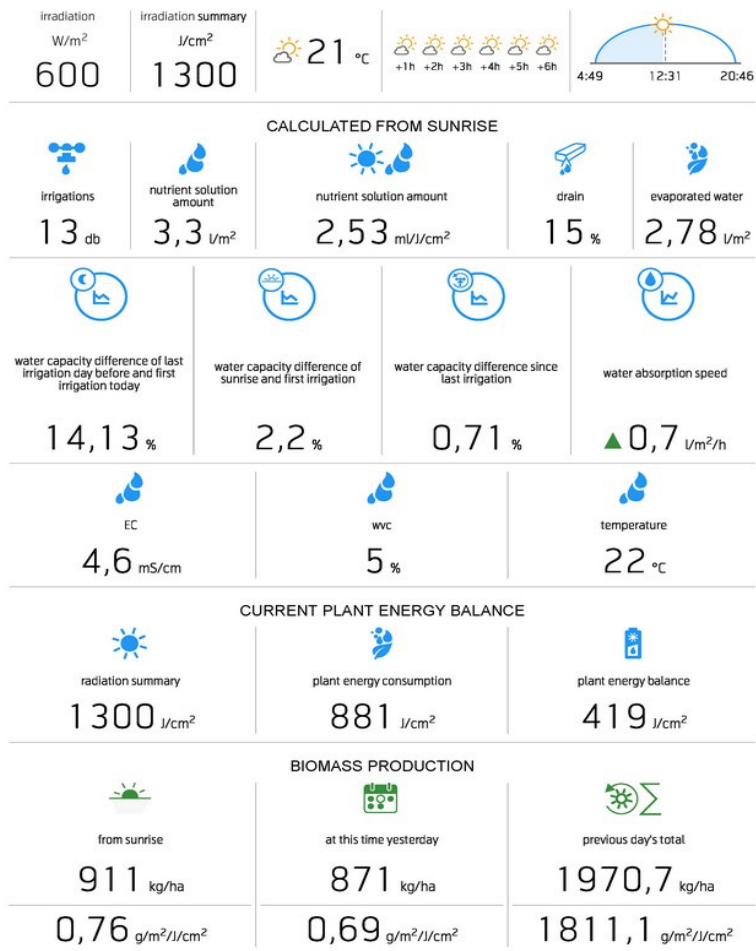 irradiation
W/m²
600
irradiation summary
J/cm²
1300
21 °C
+1h +2h +3h +4h +5h +6h
4:49 12:31 20:46
CALCULATED FROM SUNRISE
irrigations
13 db
nutrient solution
amount
3,3 l/m²
nutrient solution amount
2,53 ml/J/cm²
drain
15 %
evaporated water
2,78 l/m²
water capacity difference of last
irrigation day before and first
irrigation today
14,13 %
water capacity difference of
sunrise and first irrigation
2,2 %
water capacity difference since
last irrigation
0,71 %
water absorption speed
▲ 0,7 l/m²/h
EC
4,6 mS/cm
wvc
5 %
temperature
22 °C
CURRENT PLANT ENERGY BALANCE
radiation summary
1300 J/cm²
plant energy consumption
881 J/cm²
plant energy balance
419 J/cm²
BIOMASS PRODUCTION
from sunrise
911 kg/ha
0,76 g/m²/J/cm²
at this time yesterday
871 kg/ha
0,69 g/m²/J/cm²
previous day's total
1970,7 kg/ha
1811,1 g/m²/J/cm²